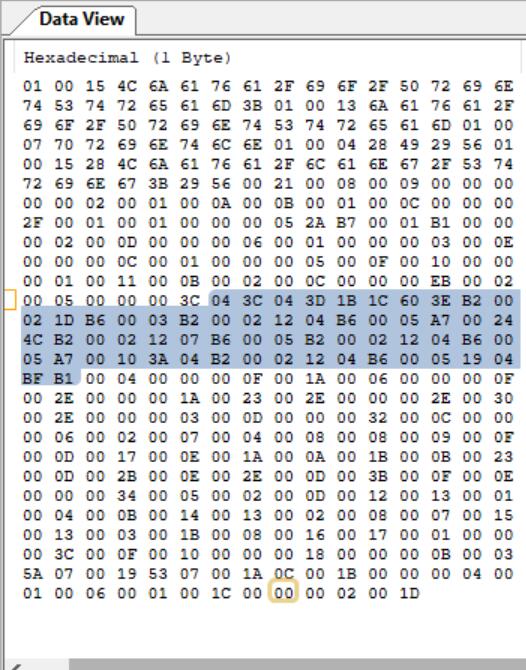 Data View
Hexadecimal (1 Byte)
01 00 15 4C 6A 61 76 61 2F 69 6F 2F 50 72 69 6E
74 53 74 72 65 61 6D 3B 01 00 13 6A 61 76 61 2F
69 6F 2F 50 72 69 6E 74 53 74 72 65 61 6D 01 00
07 70 72 69 6E 74 6C 6E 01 00 04 28 49 29 56 01
00 15 28 4C 6A 61 76 61 2F 6C 61 6E 67 2F 53 74
72 69 6E 67 3B 29 56 00 21 00 08 00 09 00 00 00
00 00 02 00 01 00 0A 00 0B 00 01 00 0C 00 00 00
2F 00 01 00 01 00 00 00 05 2A B7 00 01 B1 00 00
00 02 00 0D 00 00 00 06 00 01 00 00 00 03 00 0E
00 00 00 0C 00 01 00 00 00 05 00 0F 00 10 00 00
00 01 00 11 00 0B 00 02 00 0C 00 00 00 EB 00 02
00 05 00 00 00 3C 04 3C 04 3D 1B 1C 60 3E B2 00
02 1D B6 00 03 B2 00 02 12 04 B6 00 05 A7 00 24
4C B2 00 02 12 07 B6 00 05 B2 00 02 12 04 B6 00
05 A7 00 10 3A 04 B2 00 02 12 04 B6 00 05 19 04
BF B1 00 04 00 00 00 0F 00 1A 00 06 00 00 00 0F
00 2E 00 00 00 1A 00 23 00 2E 00 00 00 2E 00 30
00 2E 00 00 00 03 00 0D 00 00 00 32 00 0C 00 00
00 06 00 02 00 07 00 04 00 08 00 08 00 09 00 0F
00 0D 00 17 00 0E 00 1A 00 0A 00 1B 00 0B 00 23
00 0D 00 2B 00 0E 00 2E 00 0D 00 3B 00 0F 00 0E
00 00 00 34 00 05 00 02 00 0D 00 12 00 13 00 01
00 04 00 0B 00 14 00 13 00 02 00 08 00 07 00 15
00 13 00 03 00 1B 00 08 00 16 00 17 00 01 00 00
00 3C 00 0F 00 10 00 00 00 18 00 00 00 0B 00 03
5A 07 00 19 53 07 00 1A 0C 00 1B 00 00 00 04 00
01 00 06 00 01 00 1C 00 00 00 02 00 1D